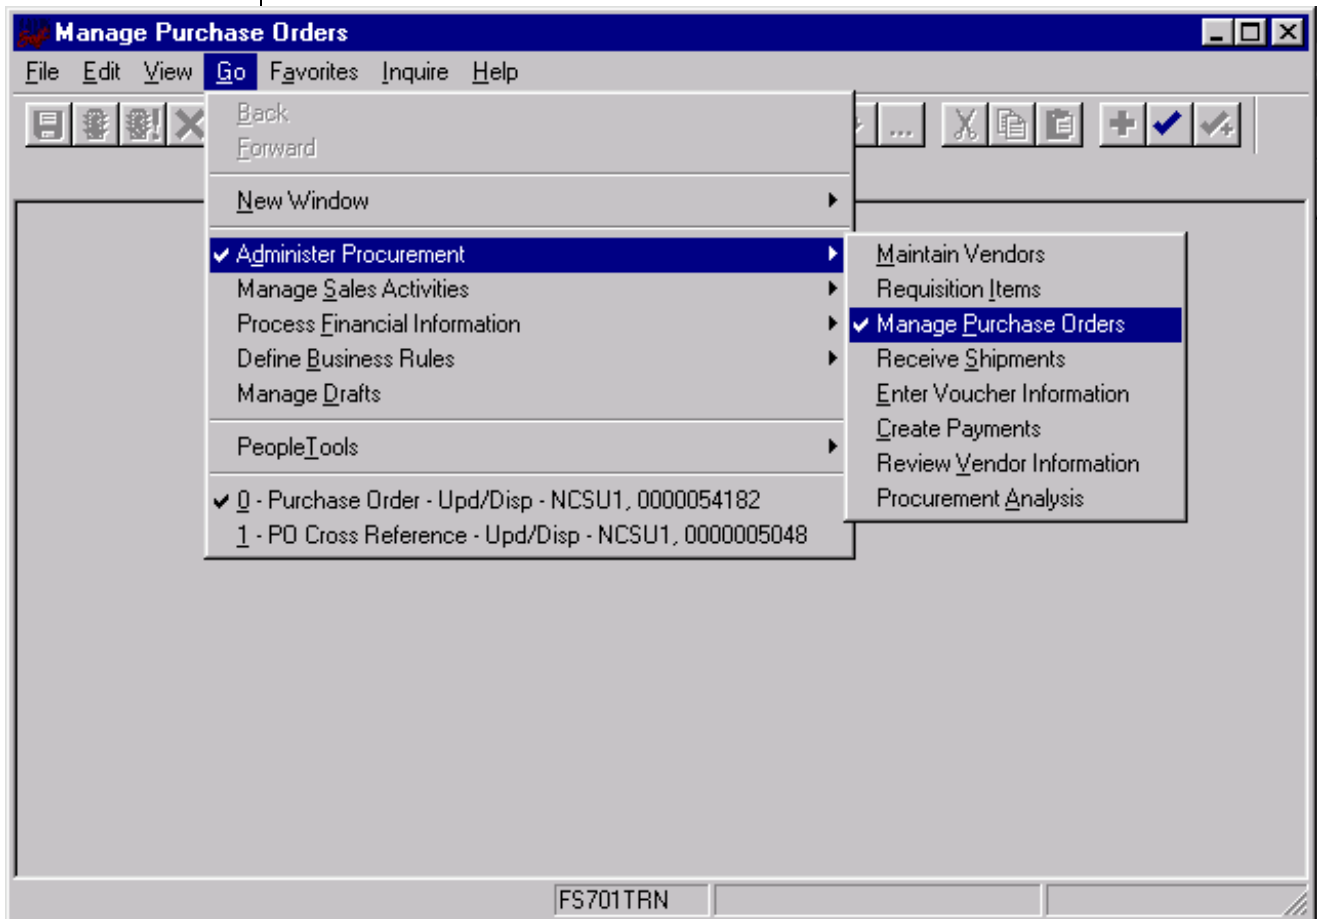 Manage Purchase Orders
File Edit View Go Favorites Inquire Help
Back
Forward
New Window
Administer Procurement
Manage Sales Activities
Process Financial Information
Define Business Rules
Manage Drafts
PeopleTools
0 - Purchase Order - Upd/Disp - NCSU1, 0000054182
1 - PO Cross Reference - Upd/Disp - NCSU1, 0000005048
Maintain Vendors
Requisition Items
Manage Purchase Orders
Receive Shipments
Enter Voucher Information
Create Payments
Review Vendor Information
Procurement Analysis
FS701TRN